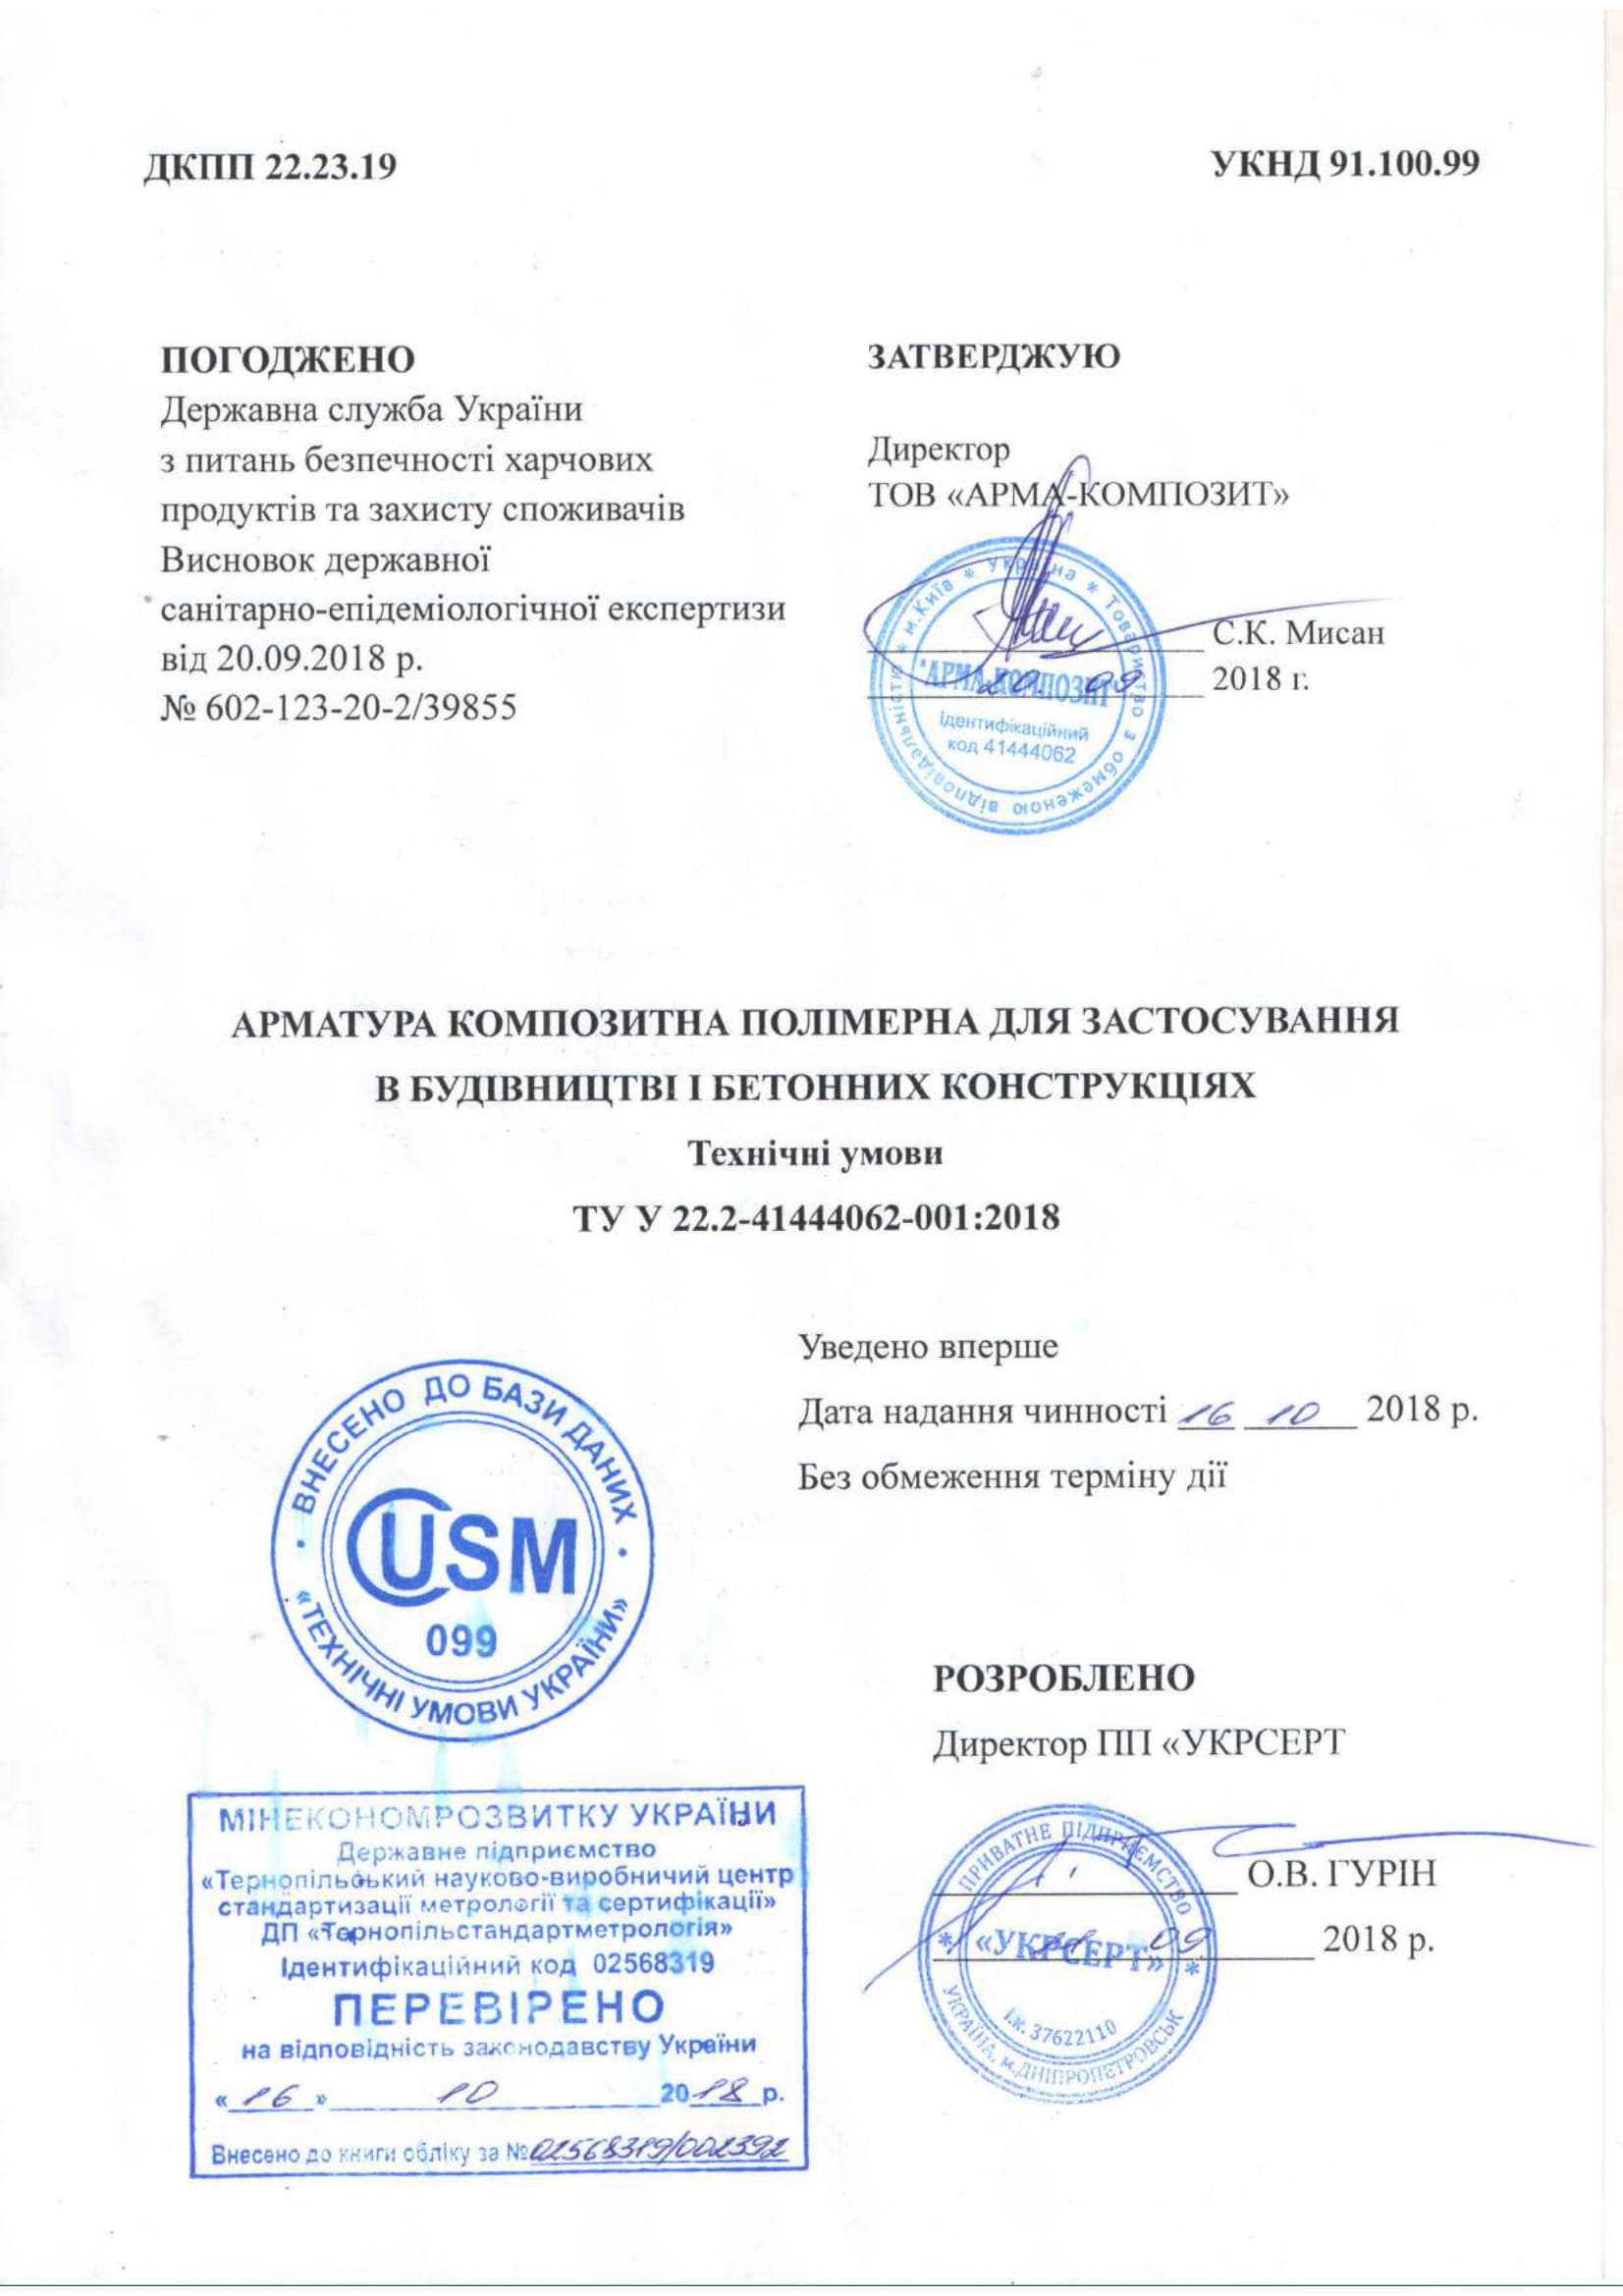 ДКПП 22.23.19
УКНД 91.100.99
ПОГОДЖЕНО
Державна служба України
з питань безпечності харчових
продуктів та захисту споживачів
Висновок державної
санітарно-епідеміологічної експертизи
від 20.09.2018 р.
№ 602-123-20-2/39855
ЗАТВЕРДЖУЮ
Директор
ТОВ «АРМА-КОМПОЗИТ»
С.К. Мисан
09 2018 г.
* м.Київ * Україна * Товариство з обмеженою відповідальністю
"АРМА-КОМПОЗИТ"
Ідентифікаційний
код 41444062
АРМАТУРА КОМПОЗИТНА ПОЛІМЕРНА ДЛЯ ЗАСТОСУВАННЯ
В БУДІВНИЦТВІ І БЕТОННИХ КОНСТРУКЦІЯХ
Технічні умови
ТУ У 22.2-41444062-001:2018
Уведено вперше
Дата надання чинності 16 10 2018 р.
Без обмеження терміну дії
• ВНЕСЕНО ДО БАЗИ ДАНИХ •
USM
099
«ТЕХНІЧНІ УМОВИ УКРАЇНИ»
РОЗРОБЛЕНО
Директор ПП «УКРСЕРТ
О.В. ГУРІН
09 2018 р.
ПРИВАТНЕ ПІДПРИЄМСТВО
* «УКРСЕРТ» *
І.к. 37622110
УКРАЇНА, м.ДНІПРОПЕТРОВСЬК
МІНЕКОНОМРОЗВИТКУ УКРАЇНИ
Державне підприємство
«Тернопільський науково-виробничий центр
стандартизації метрології та сертифікації»
ДП «Тернопільстандартметрологія»
Ідентифікаційний код 02568319
ПЕРЕВІРЕНО
на відповідність законодавству України
«16» 10 2018 р.
Внесено до книги обліку за № 02568319/002392